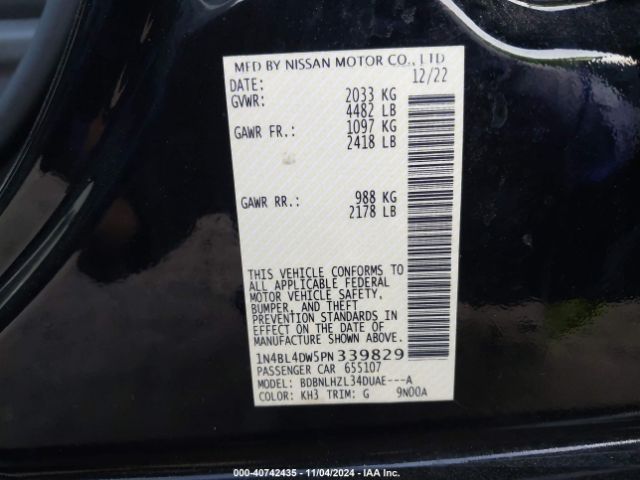 MFD BY NISSAN MOTOR CO., LTD
DATE: 12/22
GVWR: 2033 KG
4482 LB
GAWR FR.: 1097 KG
2418 LB
GAWR RR.: 988 KG
2178 LB
THIS VEHICLE CONFORMS TO
ALL APPLICABLE FEDERAL
MOTOR VEHICLE SAFETY,
BUMPER, AND THEFT
PREVENTION STANDARDS IN
EFFECT ON THE DATE OF
MANUFACTURE SHOWN ABOVE.
1N4BL4DW5PN 339829
PASSENGER CAR 655107
MODEL: BDBNLHZL34DUAE---A
COLOR: KH3 TRIM: G 9N00A
000-40742435 - 11/04/2024 - IAA Inc.